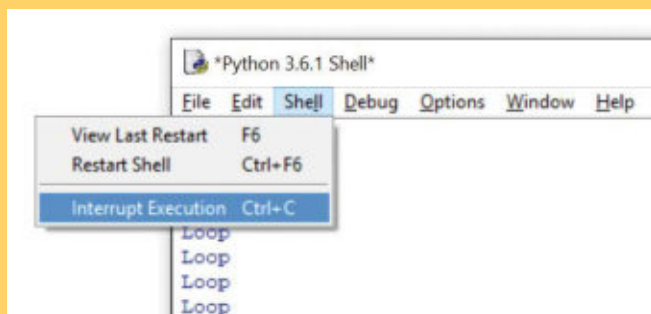 *Python 3.6.1 Shell*
File Edit Shell Debug Options Window Help
View Last Restart F6
Restart Shell Ctrl+F6
Interrupt Execution Ctrl+C
Loop
Loop
Loop
Loop